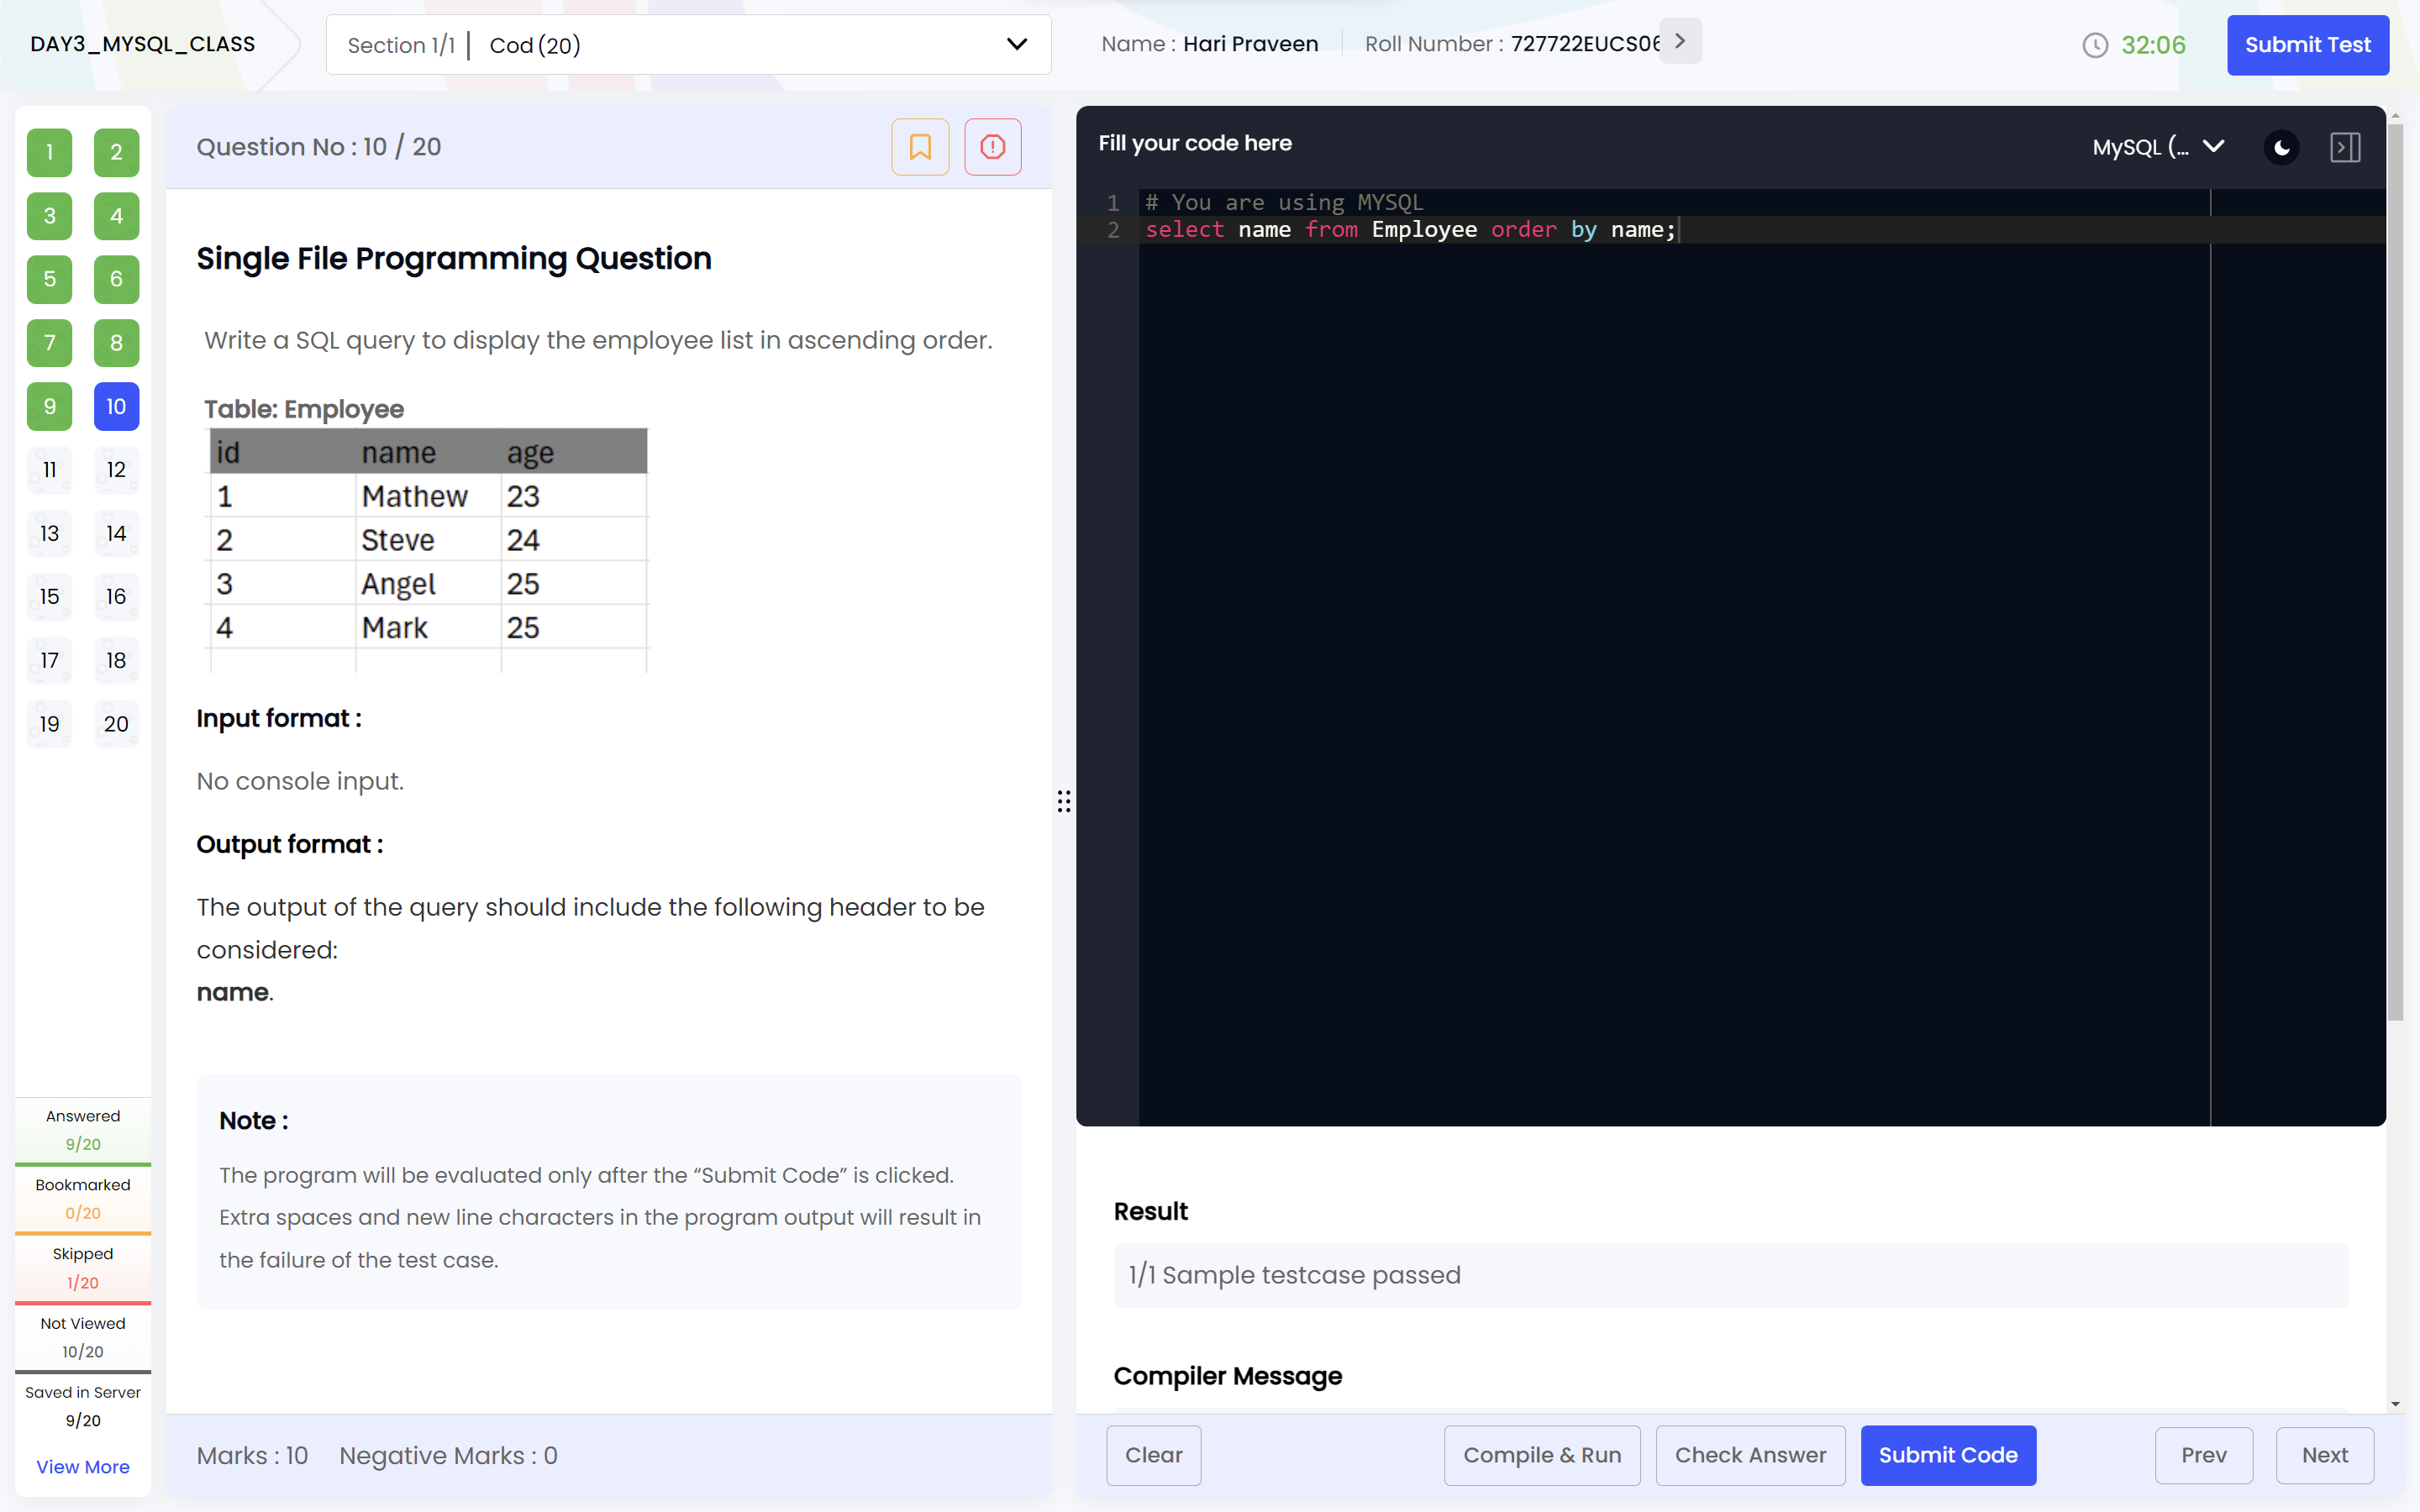 DAY3_MYSQL_CLASS
Section 1/1 | Cod (20)
Name : Hari Praveen
Roll Number : 727722EUCS06
32:06
Submit Test
1 2
3 4
5 6
7 8
9 10
11 12
13 14
15 16
17 18
19 20
Answered
9/20
Bookmarked
0/20
Skipped
1/20
Not Viewed
10/20
Saved in Server
9/20
View More
Question No : 10 / 20
Single File Programming Question
Write a SQL query to display the employee list in ascending order.
Table: Employee
id name age
1 Mathew 23
2 Steve 24
3 Angel 25
4 Mark 25
Input format :
No console input.
Output format :
The output of the query should include the following header to be
considered:
name.
Note :
The program will be evaluated only after the “Submit Code” is clicked.
Extra spaces and new line characters in the program output will result in
the failure of the test case.
Marks : 10 Negative Marks : 0
Fill your code here
MySQL (...
1 # You are using MYSQL
2 select name from Employee order by name;
Result
1/1 Sample testcase passed
Compiler Message
Clear
Compile & Run
Check Answer
Submit Code
Prev
Next